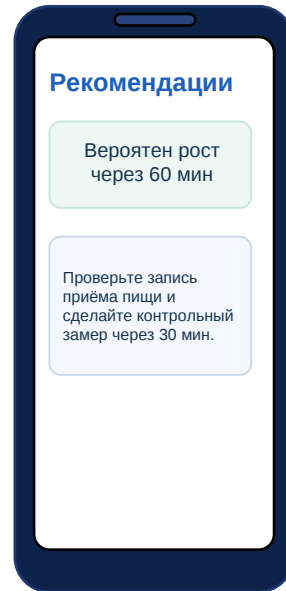 Рекомендации
Вероятен рост
через 60 мин
Проверьте запись
приёма пищи и
сделайте контрольный
замер через 30 мин.